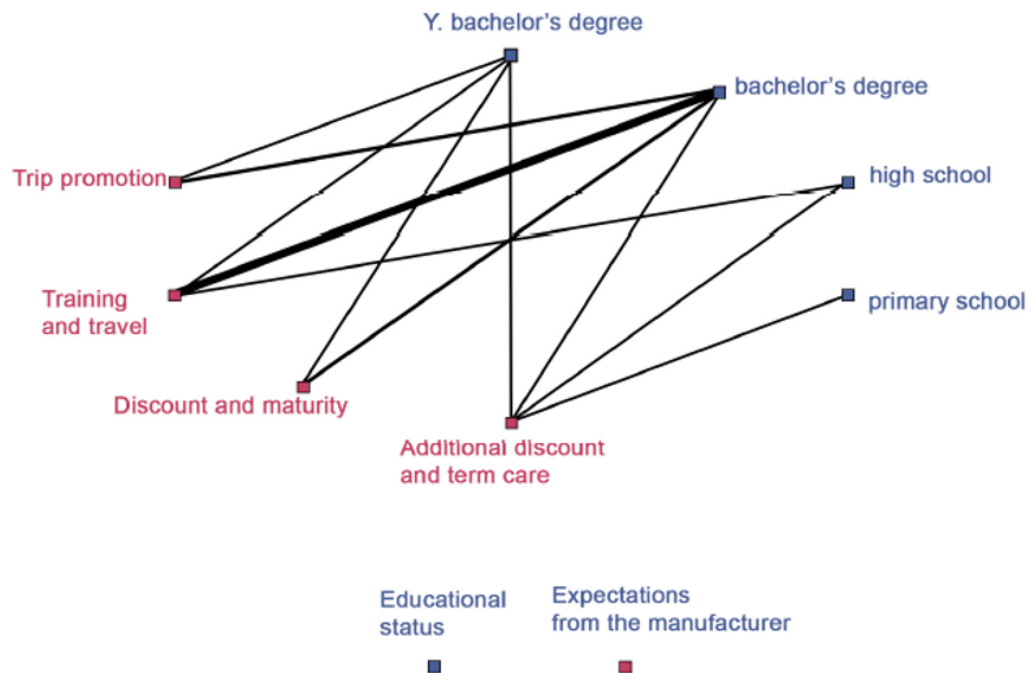 Y. bachelor's degree
bachelor's degree
Trip promotion
high school
Training
and travel
primary school
Discount and maturity
Additional discount
and term care
Educational
status
Expectations
from the manufacturer